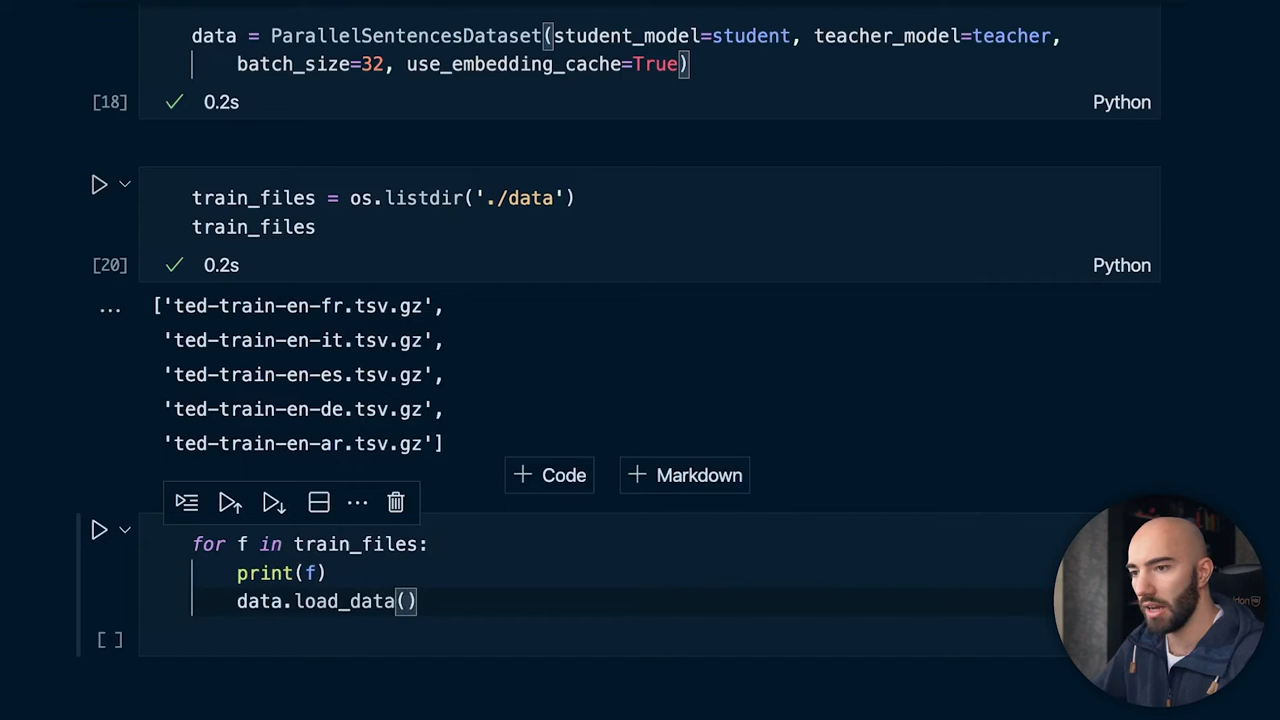 data = ParallelSentencesDataset(student_model=student, teacher_model=teacher,
batch_size=32, use_embedding_cache=True)
[18] 0.2s Python
train_files = os.listdir('./data')
train_files
[20] 0.2s Python
... ['ted-train-en-fr.tsv.gz',
'ted-train-en-it.tsv.gz',
'ted-train-en-es.tsv.gz',
'ted-train-en-de.tsv.gz',
'ted-train-en-ar.tsv.gz']
+ Code + Markdown
for f in train_files:
print(f)
data.load_data()
[ ]